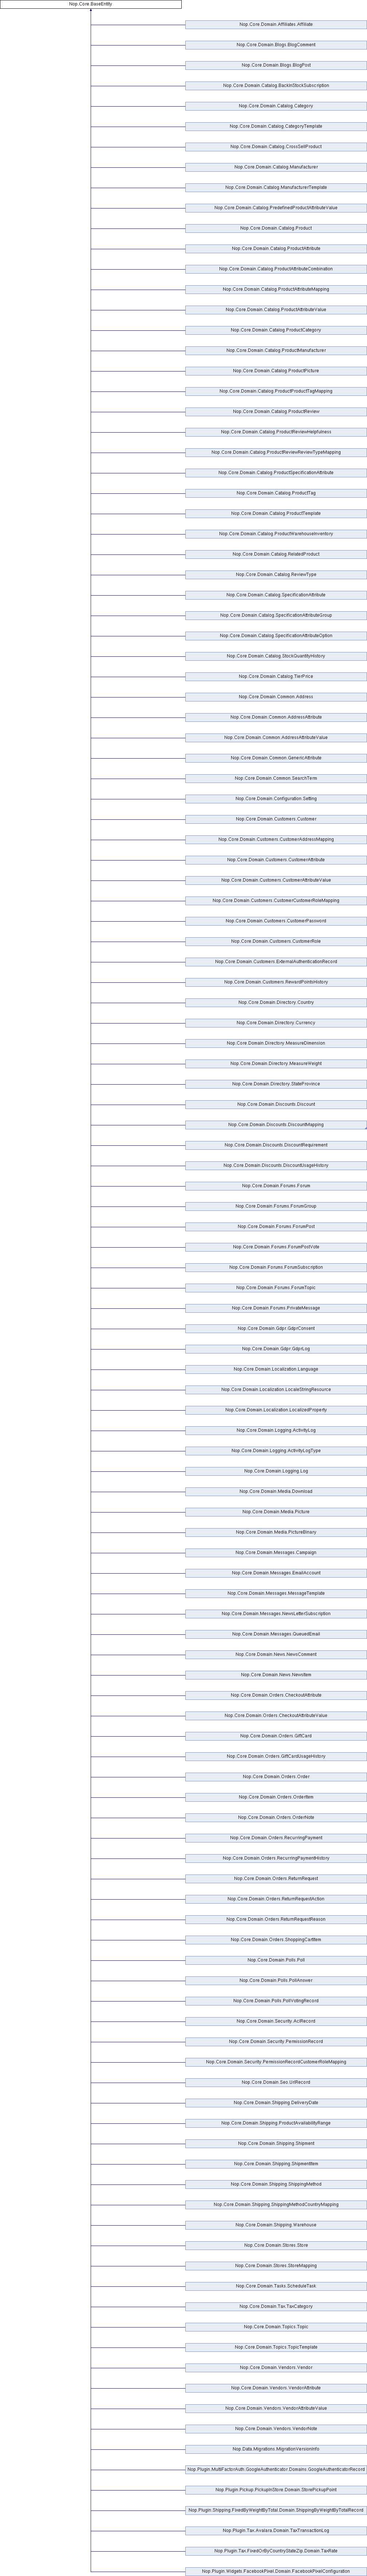 Nop.Core.BaseEntity
Nop.Core.Domain.Affiliates.Affiliate
Nop.Core.Domain.Blogs.BlogComment
Nop.Core.Domain.Blogs.BlogPost
Nop.Core.Domain.Catalog.BackInStockSubscription
Nop.Core.Domain.Catalog.Category
Nop.Core.Domain.Catalog.CategoryTemplate
Nop.Core.Domain.Catalog.CrossSellProduct
Nop.Core.Domain.Catalog.Manufacturer
Nop.Core.Domain.Catalog.ManufacturerTemplate
Nop.Core.Domain.Catalog.PredefinedProductAttributeValue
Nop.Core.Domain.Catalog.Product
Nop.Core.Domain.Catalog.ProductAttribute
Nop.Core.Domain.Catalog.ProductAttributeCombination
Nop.Core.Domain.Catalog.ProductAttributeMapping
Nop.Core.Domain.Catalog.ProductAttributeValue
Nop.Core.Domain.Catalog.ProductCategory
Nop.Core.Domain.Catalog.ProductManufacturer
Nop.Core.Domain.Catalog.ProductPicture
Nop.Core.Domain.Catalog.ProductProductTagMapping
Nop.Core.Domain.Catalog.ProductReview
Nop.Core.Domain.Catalog.ProductReviewHelpfulness
Nop.Core.Domain.Catalog.ProductReviewReviewTypeMapping
Nop.Core.Domain.Catalog.ProductSpecificationAttribute
Nop.Core.Domain.Catalog.ProductTag
Nop.Core.Domain.Catalog.ProductTemplate
Nop.Core.Domain.Catalog.ProductWarehouseInventory
Nop.Core.Domain.Catalog.RelatedProduct
Nop.Core.Domain.Catalog.ReviewType
Nop.Core.Domain.Catalog.SpecificationAttribute
Nop.Core.Domain.Catalog.SpecificationAttributeGroup
Nop.Core.Domain.Catalog.SpecificationAttributeOption
Nop.Core.Domain.Catalog.StockQuantityHistory
Nop.Core.Domain.Catalog.TierPrice
Nop.Core.Domain.Common.Address
Nop.Core.Domain.Common.AddressAttribute
Nop.Core.Domain.Common.AddressAttributeValue
Nop.Core.Domain.Common.GenericAttribute
Nop.Core.Domain.Common.SearchTerm
Nop.Core.Domain.Configuration.Setting
Nop.Core.Domain.Customers.Customer
Nop.Core.Domain.Customers.CustomerAddressMapping
Nop.Core.Domain.Customers.CustomerAttribute
Nop.Core.Domain.Customers.CustomerAttributeValue
Nop.Core.Domain.Customers.CustomerCustomerRoleMapping
Nop.Core.Domain.Customers.CustomerPassword
Nop.Core.Domain.Customers.CustomerRole
Nop.Core.Domain.Customers.ExternalAuthenticationRecord
Nop.Core.Domain.Customers.RewardPointsHistory
Nop.Core.Domain.Directory.Country
Nop.Core.Domain.Directory.Currency
Nop.Core.Domain.Directory.MeasureDimension
Nop.Core.Domain.Directory.MeasureWeight
Nop.Core.Domain.Directory.StateProvince
Nop.Core.Domain.Discounts.Discount
Nop.Core.Domain.Discounts.DiscountMapping
Nop.Core.Domain.Discounts.DiscountRequirement
Nop.Core.Domain.Discounts.DiscountUsageHistory
Nop.Core.Domain.Forums.Forum
Nop.Core.Domain.Forums.ForumGroup
Nop.Core.Domain.Forums.ForumPost
Nop.Core.Domain.Forums.ForumPostVote
Nop.Core.Domain.Forums.ForumSubscription
Nop.Core.Domain.Forums.ForumTopic
Nop.Core.Domain.Forums.PrivateMessage
Nop.Core.Domain.Gdpr.GdprConsent
Nop.Core.Domain.Gdpr.GdprLog
Nop.Core.Domain.Localization.Language
Nop.Core.Domain.Localization.LocaleStringResource
Nop.Core.Domain.Localization.LocalizedProperty
Nop.Core.Domain.Logging.ActivityLog
Nop.Core.Domain.Logging.ActivityLogType
Nop.Core.Domain.Logging.Log
Nop.Core.Domain.Media.Download
Nop.Core.Domain.Media.Picture
Nop.Core.Domain.Media.PictureBinary
Nop.Core.Domain.Messages.Campaign
Nop.Core.Domain.Messages.EmailAccount
Nop.Core.Domain.Messages.MessageTemplate
Nop.Core.Domain.Messages.NewsLetterSubscription
Nop.Core.Domain.Messages.QueuedEmail
Nop.Core.Domain.News.NewsComment
Nop.Core.Domain.News.NewsItem
Nop.Core.Domain.Orders.CheckoutAttribute
Nop.Core.Domain.Orders.CheckoutAttributeValue
Nop.Core.Domain.Orders.GiftCard
Nop.Core.Domain.Orders.GiftCardUsageHistory
Nop.Core.Domain.Orders.Order
Nop.Core.Domain.Orders.OrderItem
Nop.Core.Domain.Orders.OrderNote
Nop.Core.Domain.Orders.RecurringPayment
Nop.Core.Domain.Orders.RecurringPaymentHistory
Nop.Core.Domain.Orders.ReturnRequest
Nop.Core.Domain.Orders.ReturnRequestAction
Nop.Core.Domain.Orders.ReturnRequestReason
Nop.Core.Domain.Orders.ShoppingCartItem
Nop.Core.Domain.Polls.Poll
Nop.Core.Domain.Polls.PollAnswer
Nop.Core.Domain.Polls.PollVotingRecord
Nop.Core.Domain.Security.AclRecord
Nop.Core.Domain.Security.PermissionRecord
Nop.Core.Domain.Security.PermissionRecordCustomerRoleMapping
Nop.Core.Domain.Seo.UrlRecord
Nop.Core.Domain.Shipping.DeliveryDate
Nop.Core.Domain.Shipping.ProductAvailabilityRange
Nop.Core.Domain.Shipping.Shipment
Nop.Core.Domain.Shipping.ShipmentItem
Nop.Core.Domain.Shipping.ShippingMethod
Nop.Core.Domain.Shipping.ShippingMethodCountryMapping
Nop.Core.Domain.Shipping.Warehouse
Nop.Core.Domain.Stores.Store
Nop.Core.Domain.Stores.StoreMapping
Nop.Core.Domain.Tasks.ScheduleTask
Nop.Core.Domain.Tax.TaxCategory
Nop.Core.Domain.Topics.Topic
Nop.Core.Domain.Topics.TopicTemplate
Nop.Core.Domain.Vendors.Vendor
Nop.Core.Domain.Vendors.VendorAttribute
Nop.Core.Domain.Vendors.VendorAttributeValue
Nop.Core.Domain.Vendors.VendorNote
Nop.Data.Migrations.MigrationVersionInfo
Nop.Plugin.MultiFactorAuth.GoogleAuthenticator.Domains.GoogleAuthenticatorRecord
Nop.Plugin.Pickup.PickupInStore.Domain.StorePickupPoint
Nop.Plugin.Shipping.FixedByWeightByTotal.Domain.ShippingByWeightByTotalRecord
Nop.Plugin.Tax.Avalara.Domain.TaxTransactionLog
Nop.Plugin.Tax.FixedOrByCountryStateZip.Domain.TaxRate
Nop.Plugin.Widgets.FacebookPixel.Domain.FacebookPixelConfiguration